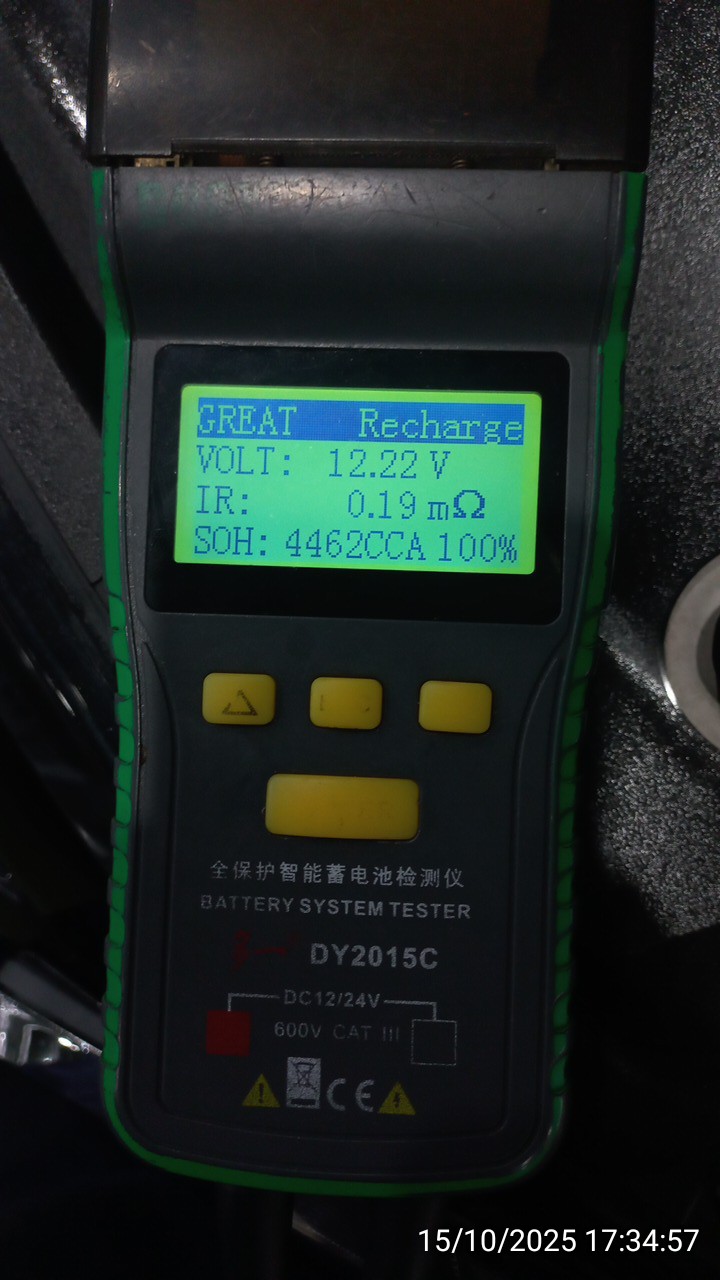 GREAT Recharge
VOLT: 12.22 V
IR: 0.19 mΩ
SOH: 4462CCA 100%
全保护智能蓄电池检测仪
BATTERY SYSTEM TESTER
DY2015C
DC12/24V
600V CAT III
CE
15/10/2025 17:34:57